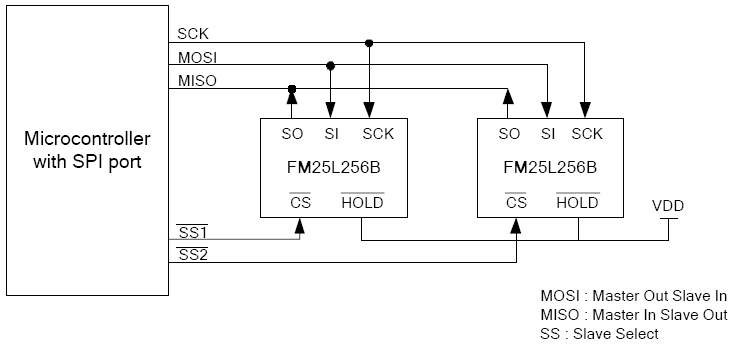 SCK
MOSI
MISO
Microcontroller
with SPI port
SO SI SCK
FM25L256B
CS HOLD
SO SI SCK
FM25L256B
CS HOLD
VDD
SS1
SS2
MOSI : Master Out Slave In
MISO : Master In Slave Out
SS : Slave Select